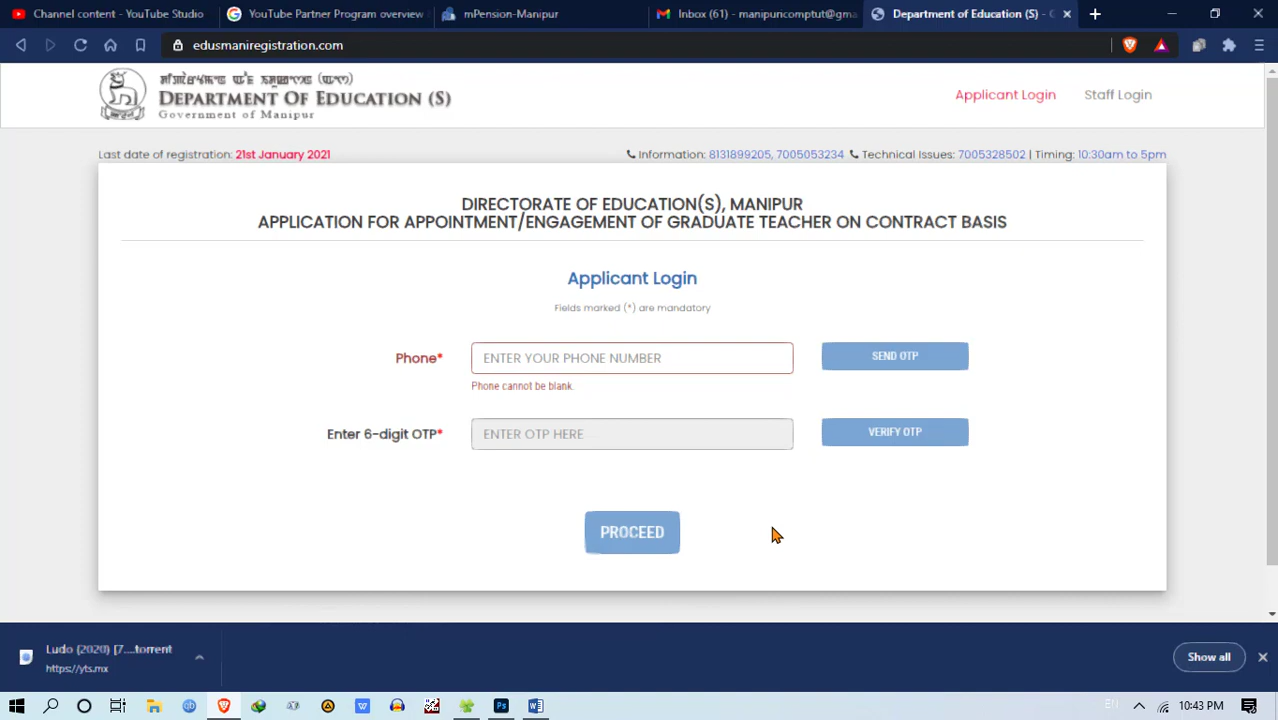 Channel content - YouTube Studio
YouTube Partner Program overview
mPension-Manipur
Inbox (61) - manipuromptut@gma
Department of Education (S) - G
edusmaniregistration.com
DEPARTMENT OF EDUCATION (S)
Government of Manipur
Applicant Login
Staff Login
Last date of registration: 21st January 2021
Information: 8131899205, 7005053234 Technical Issues: 7005328502 | Timing: 10:30am to 5pm
DIRECTORATE OF EDUCATION(S), MANIPUR
APPLICATION FOR APPOINTMENT/ENGAGEMENT OF GRADUATE TEACHER ON CONTRACT BASIS
Applicant Login
Fields marked (*) are mandatory
Phone*
ENTER YOUR PHONE NUMBER
SEND OTP
Phone cannot be blank.
Enter 6-digit OTP*
ENTER OTP HERE
VERIFY OTP
PROCEED
Ludo (2020) [7....torrent
https://yts.mx
Show all
EN
10:43 PM